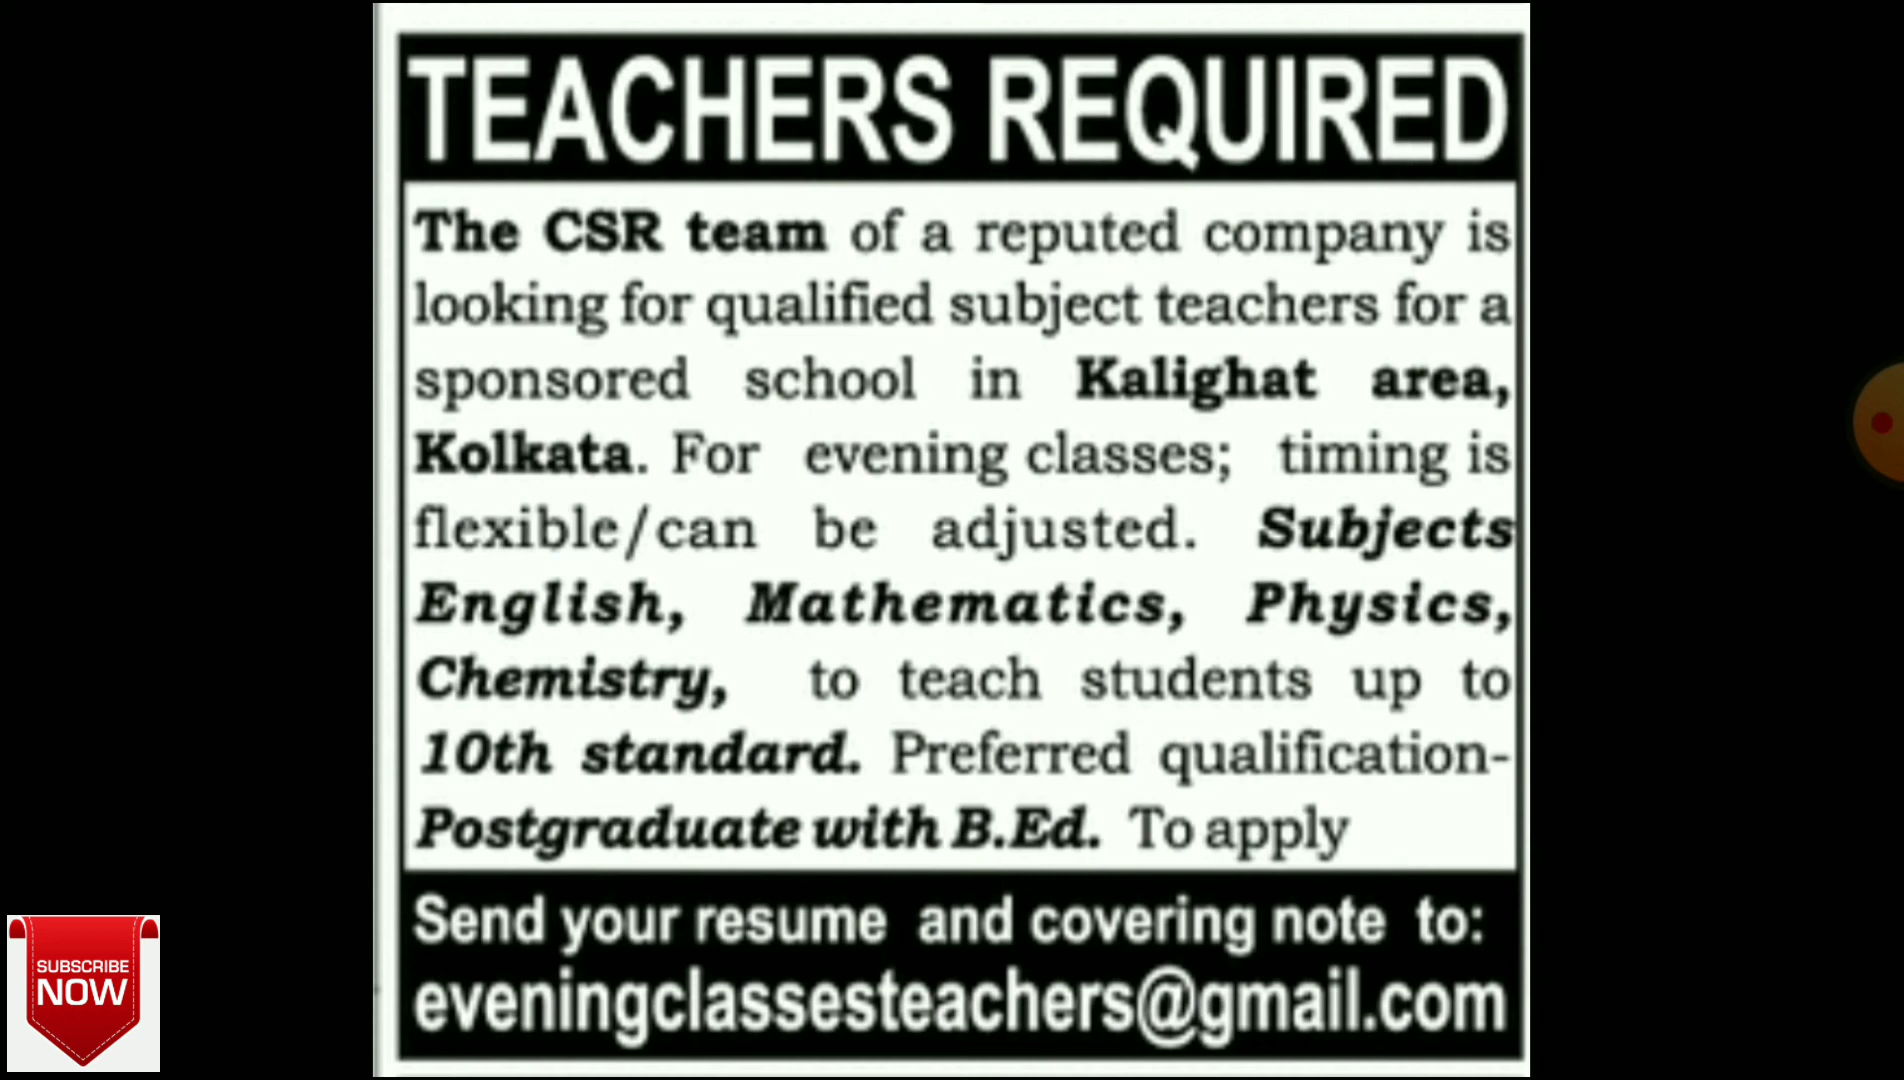 TEACHERS REQUIRED
The CSR team of a reputed company is
looking for qualified subject teachers for a
sponsored school in Kalighat area,
Kolkata. For evening classes; timing is
flexible/can be adjusted. Subjects
English, Mathematics, Physics,
Chemistry, to teach students up to
10th standard. Preferred qualification-
Postgraduate with B.Ed. To apply
Send your resume and covering note to:
eveningclassesteachers@gmail.com
SUBSCRIBE
NOW